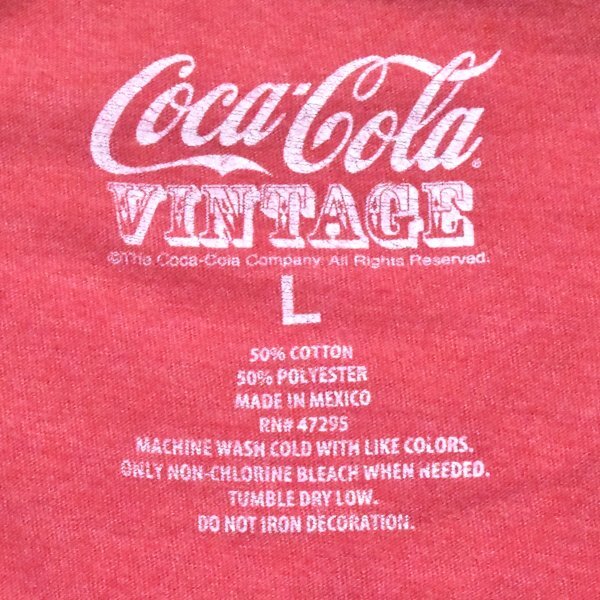 Coca-Cola®
VINTAGE
©The Coca-Cola Company. All Rights Reserved.
L
50% COTTON
50% POLYESTER
MADE IN MEXICO
RN# 47295
MACHINE WASH COLD WITH LIKE COLORS.
ONLY NON-CHLORINE BLEACH WHEN NEEDED.
TUMBLE DRY LOW.
DO NOT IRON DECORATION.